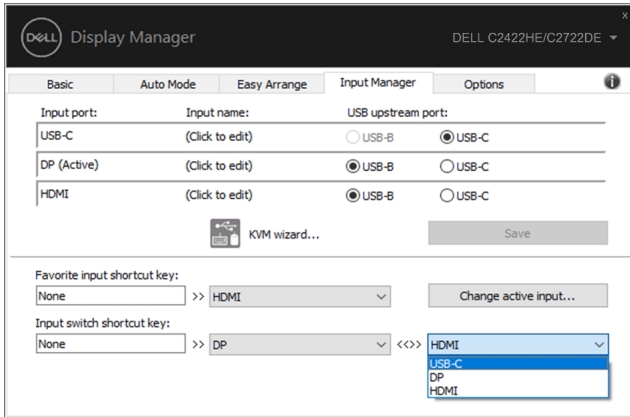 x
DELL Display Manager DELL C2422HE/C2722DE
Basic Auto Mode Easy Arrange Input Manager Options
Input port: Input name: USB upstream port:
USB-C (Click to edit) USB-B USB-C
DP (Active) (Click to edit) USB-B USB-C
HDMI (Click to edit) USB-B USB-C
KVM wizard... Save
Favorite input shortcut key:
None >> HDMI Change active input...
Input switch shortcut key:
None >> DP <<>> HDMI
USB-C
DP
HDMI